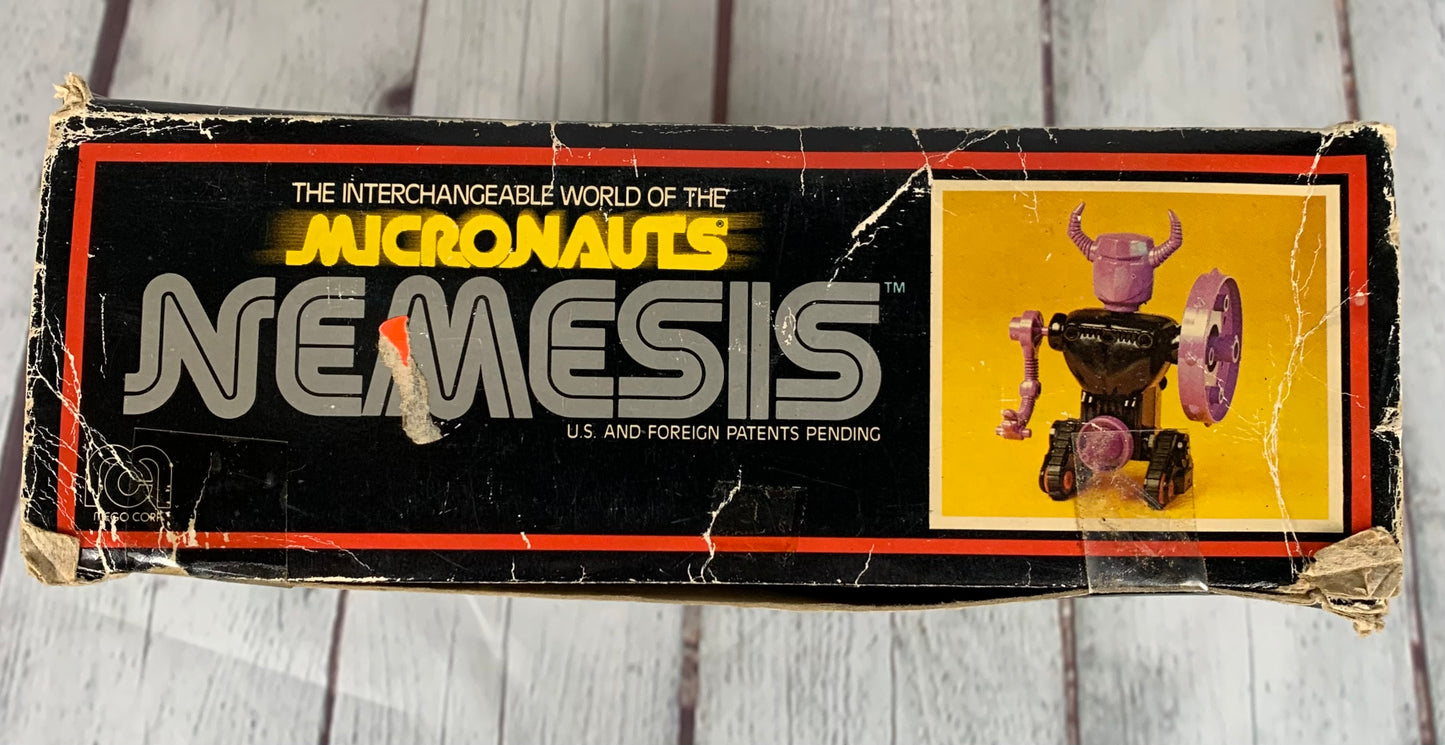 THE INTERCHANGEABLE WORLD OF THE
MICRONAUTS®
NEMESIS™
U.S. AND FOREIGN PATENTS PENDING
MEGO CORP.